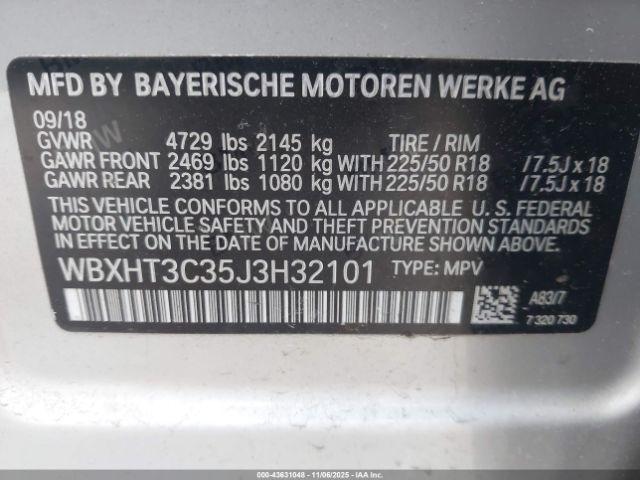 MFD BY BAYERISCHE MOTOREN WERKE AG
09/18
GVWR 4729 lbs 2145 kg TIRE / RIM
GAWR FRONT 2469 lbs 1120 kg WITH 225/50 R18 /7.5J x 18
GAWR REAR 2381 lbs 1080 kg WITH 225/50 R18 /7.5J x 18
THIS VEHICLE CONFORMS TO ALL APPLICABLE U. S. FEDERAL
MOTOR VEHICLE SAFETY AND THEFT PREVENTION STANDARDS
IN EFFECT ON THE DATE OF MANUFACTURE SHOWN ABOVE.
WBXHT3C35J3H32101 TYPE: MPV
A83/7
7 320 730
000-43631048 - 11/06/2025 - IAAI.COM